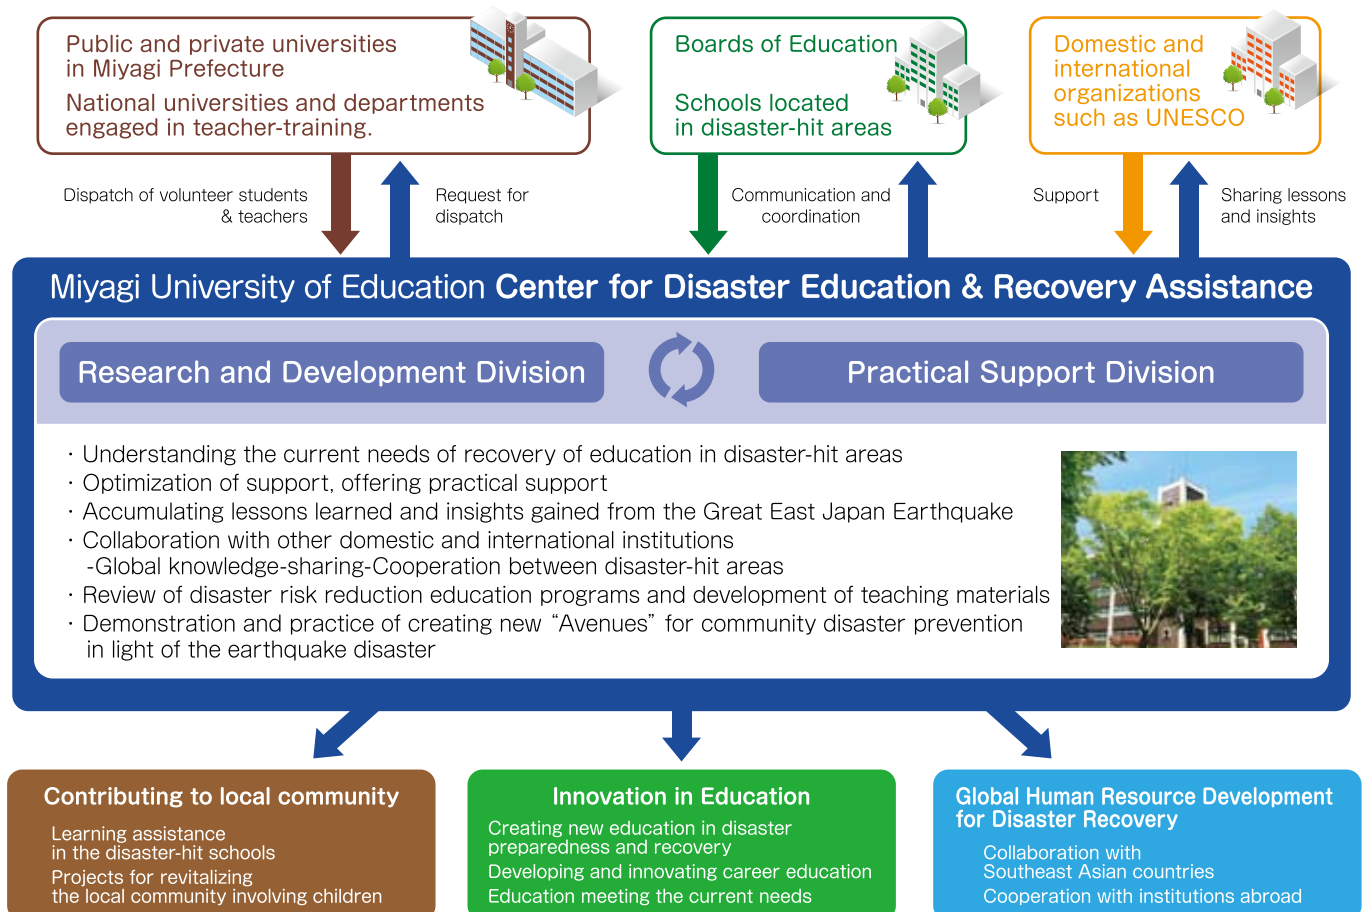 Public and private universities
in Miyagi Prefecture
National universities and departments
engaged in teacher-training.
Boards of Education
Schools located
in disaster-hit areas
Domestic and
international
organizations
such as UNESCO
Dispatch of volunteer students
& teachers
Request for
dispatch
Communication and
coordination
Support
Sharing lessons
and insights
Miyagi University of Education Center for Disaster Education & Recovery Assistance
Research and Development Division
Practical Support Division
・Understanding the current needs of recovery of education in disaster-hit areas
・Optimization of support, offering practical support
・Accumulating lessons learned and insights gained from the Great East Japan Earthquake
・Collaboration with other domestic and international institutions
-Global knowledge-sharing-Cooperation between disaster-hit areas
・Review of disaster risk reduction education programs and development of teaching materials
・Demonstration and practice of creating new “Avenues” for community disaster prevention
in light of the earthquake disaster
Contributing to local community
Learning assistance
in the disaster-hit schools
Projects for revitalizing
the local community involving children
Innovation in Education
Creating new education in disaster
preparedness and recovery
Developing and innovating career education
Education meeting the current needs
Global Human Resource Development
for Disaster Recovery
Collaboration with
Southeast Asian countries
Cooperation with institutions abroad